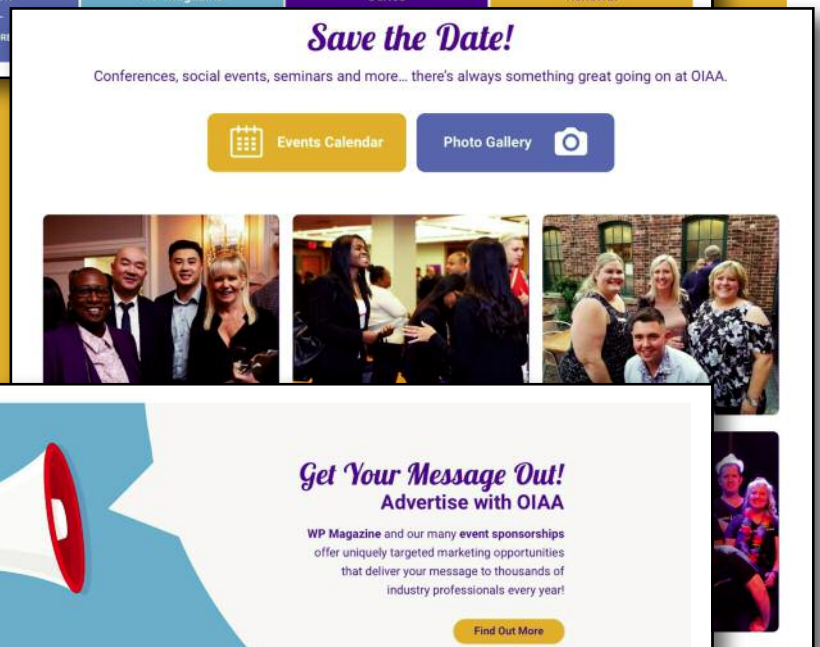 Save the Date!
Conferences, social events, seminars and more... there's always something great going on at OIAA.
Events Calendar
Photo Gallery
Get Your Message Out!
Advertise with OIAA
WP Magazine and our many event sponsorships
offer uniquely targeted marketing opportunities
that deliver your message to thousands of
industry professionals every year!
Find Out More